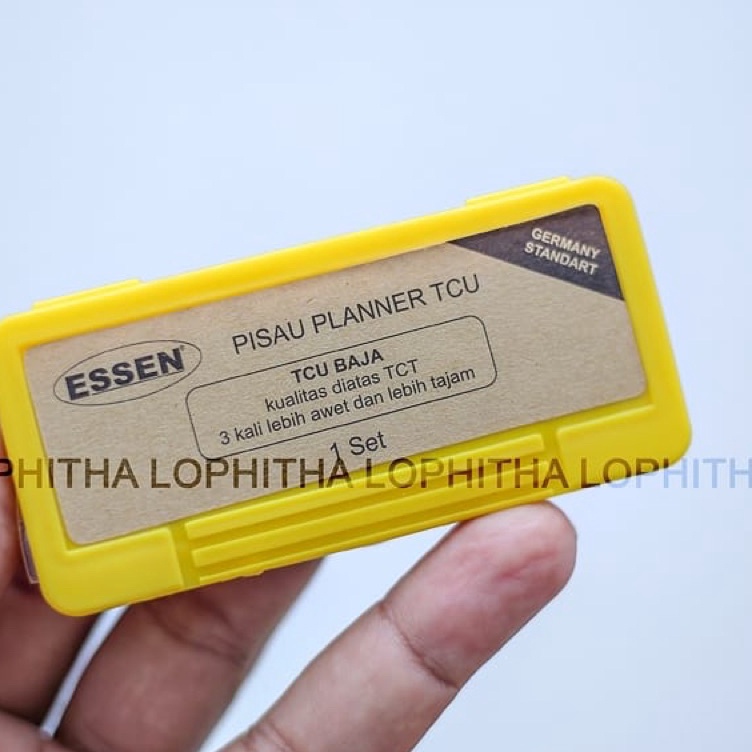 GERMANY
STANDART
PISAU PLANNER TCU
ESSEN®
TCU BAJA
kualitas diatas TCT
3 kali lebih awet dan lebih tajam
1 Set
PHITHA LOPHITHA LOPHITHA LOPHITHA LOPHITH